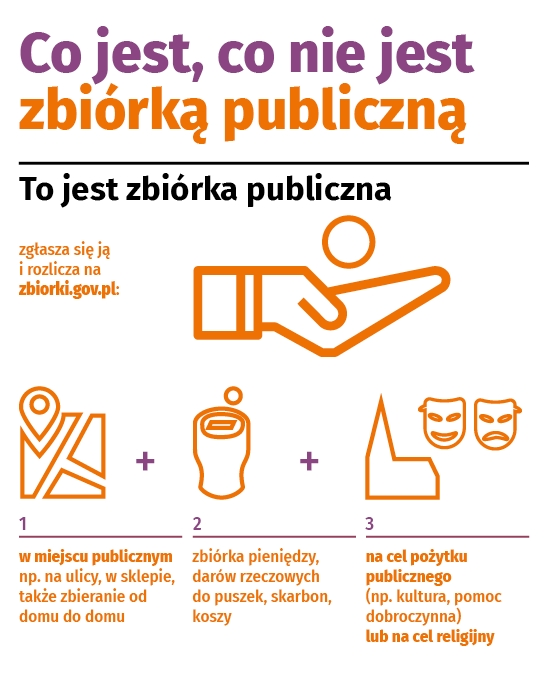 Co jest, co nie jest
zbiórką publiczną
To jest zbiórka publiczna
zgłasza się ją
i rozlicza na
zbiorki.gov.pl:
+
+
1
w miejscu publicznym
np. na ulicy, w sklepie,
także zbieranie od
domu do domu
2
zbiórka pieniędzy,
darów rzeczowych
do puszek, skarbon,
koszy
3
na cel pożytku
publicznego
(np. kultura, pomoc
dobroczynna)
lub na cel religijny